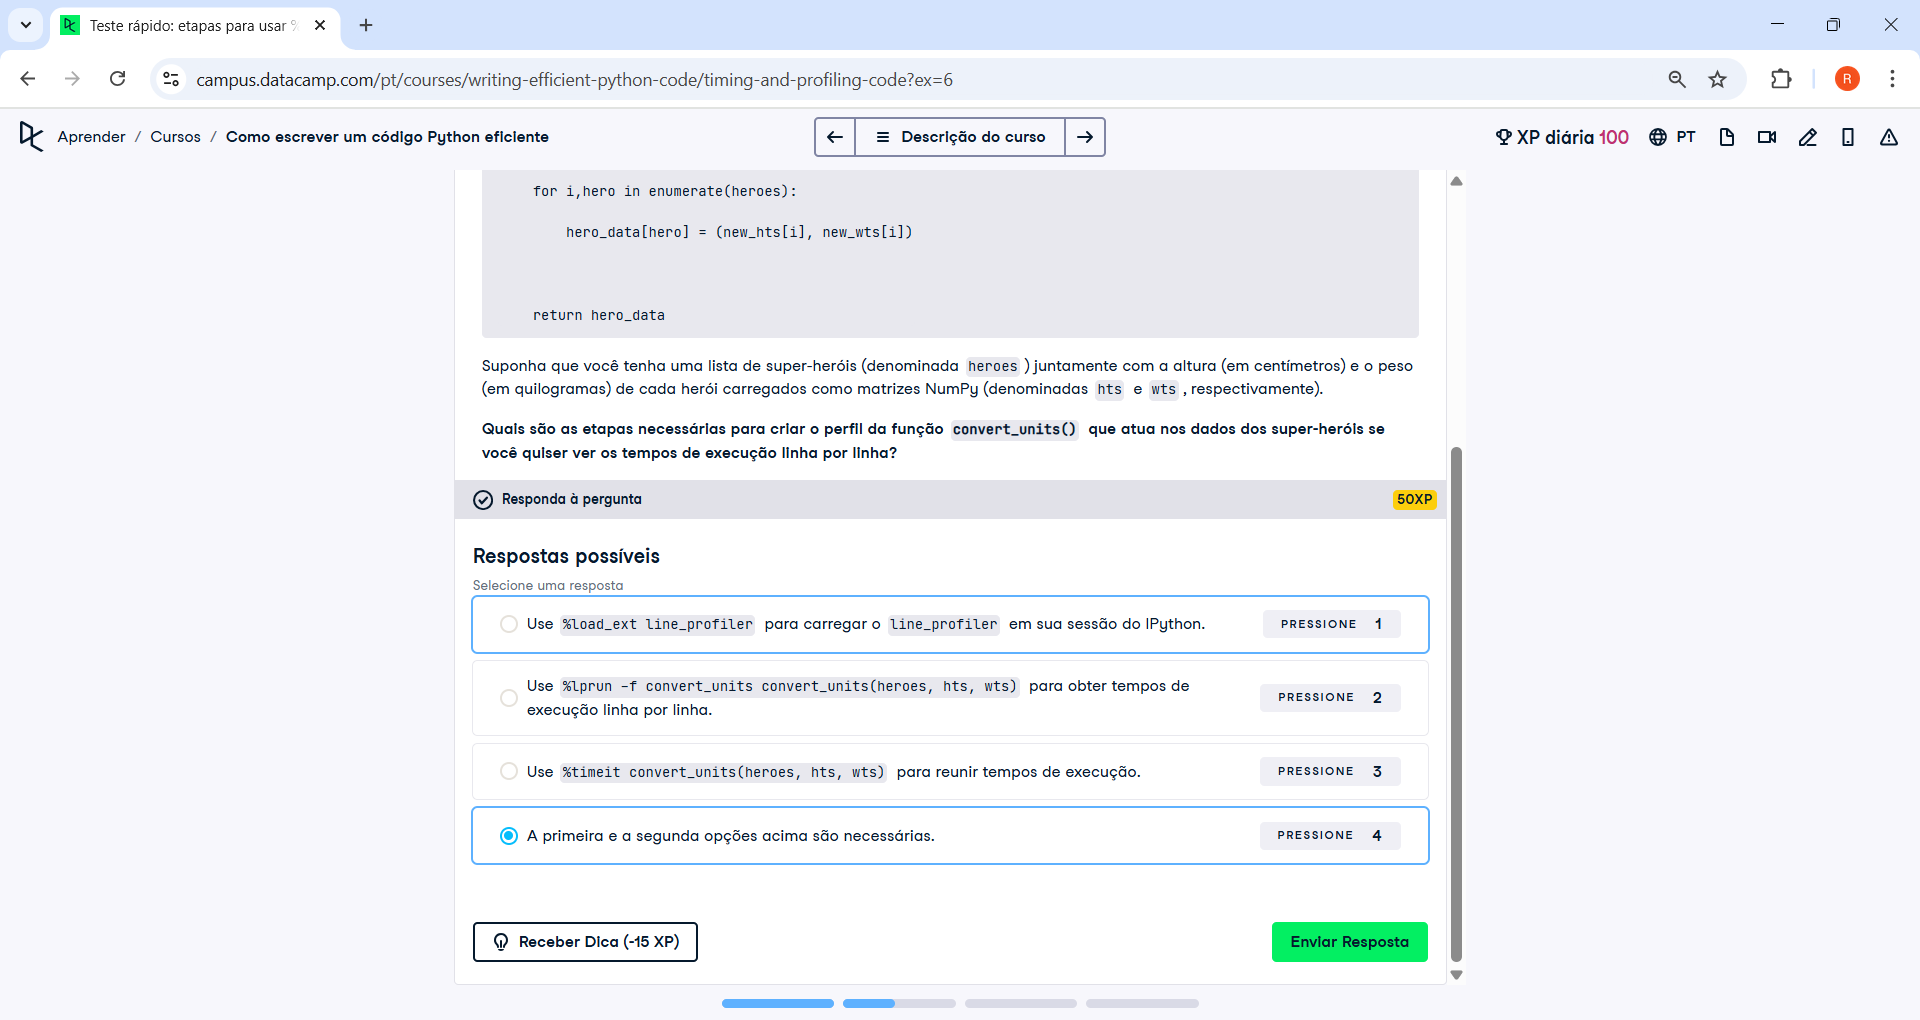 Teste rápido: etapas para usar
campus.datacamp.com/pt/courses/writing-efficient-python-code/timing-and-profiling-code?ex=6
R
Aprender / Cursos / Como escrever um código Python eficiente
Descrição do curso
XP diária 100
PT
for i,hero in enumerate(heroes):
hero_data[hero] = (new_hts[i], new_wts[i])
return hero_data
Suponha que você tenha uma lista de super-heróis (denominada heroes ) juntamente com a altura (em centímetros) e o peso
(em quilogramas) de cada herói carregados como matrizes NumPy (denominadas hts e wts , respectivamente).
Quais são as etapas necessárias para criar o perfil da função convert_units() que atua nos dados dos super-heróis se
você quiser ver os tempos de execução linha por linha?
Responda à pergunta
50XP
Respostas possíveis
Selecione uma resposta
Use %load_ext line_profiler para carregar o line_profiler em sua sessão do IPython.
PRESSIONE 1
Use %lprun -f convert_units convert_units(heroes, hts, wts) para obter tempos de
execução linha por linha.
PRESSIONE 2
Use %timeit convert_units(heroes, hts, wts) para reunir tempos de execução.
PRESSIONE 3
A primeira e a segunda opções acima são necessárias.
PRESSIONE 4
Receber Dica (-15 XP)
Enviar Resposta